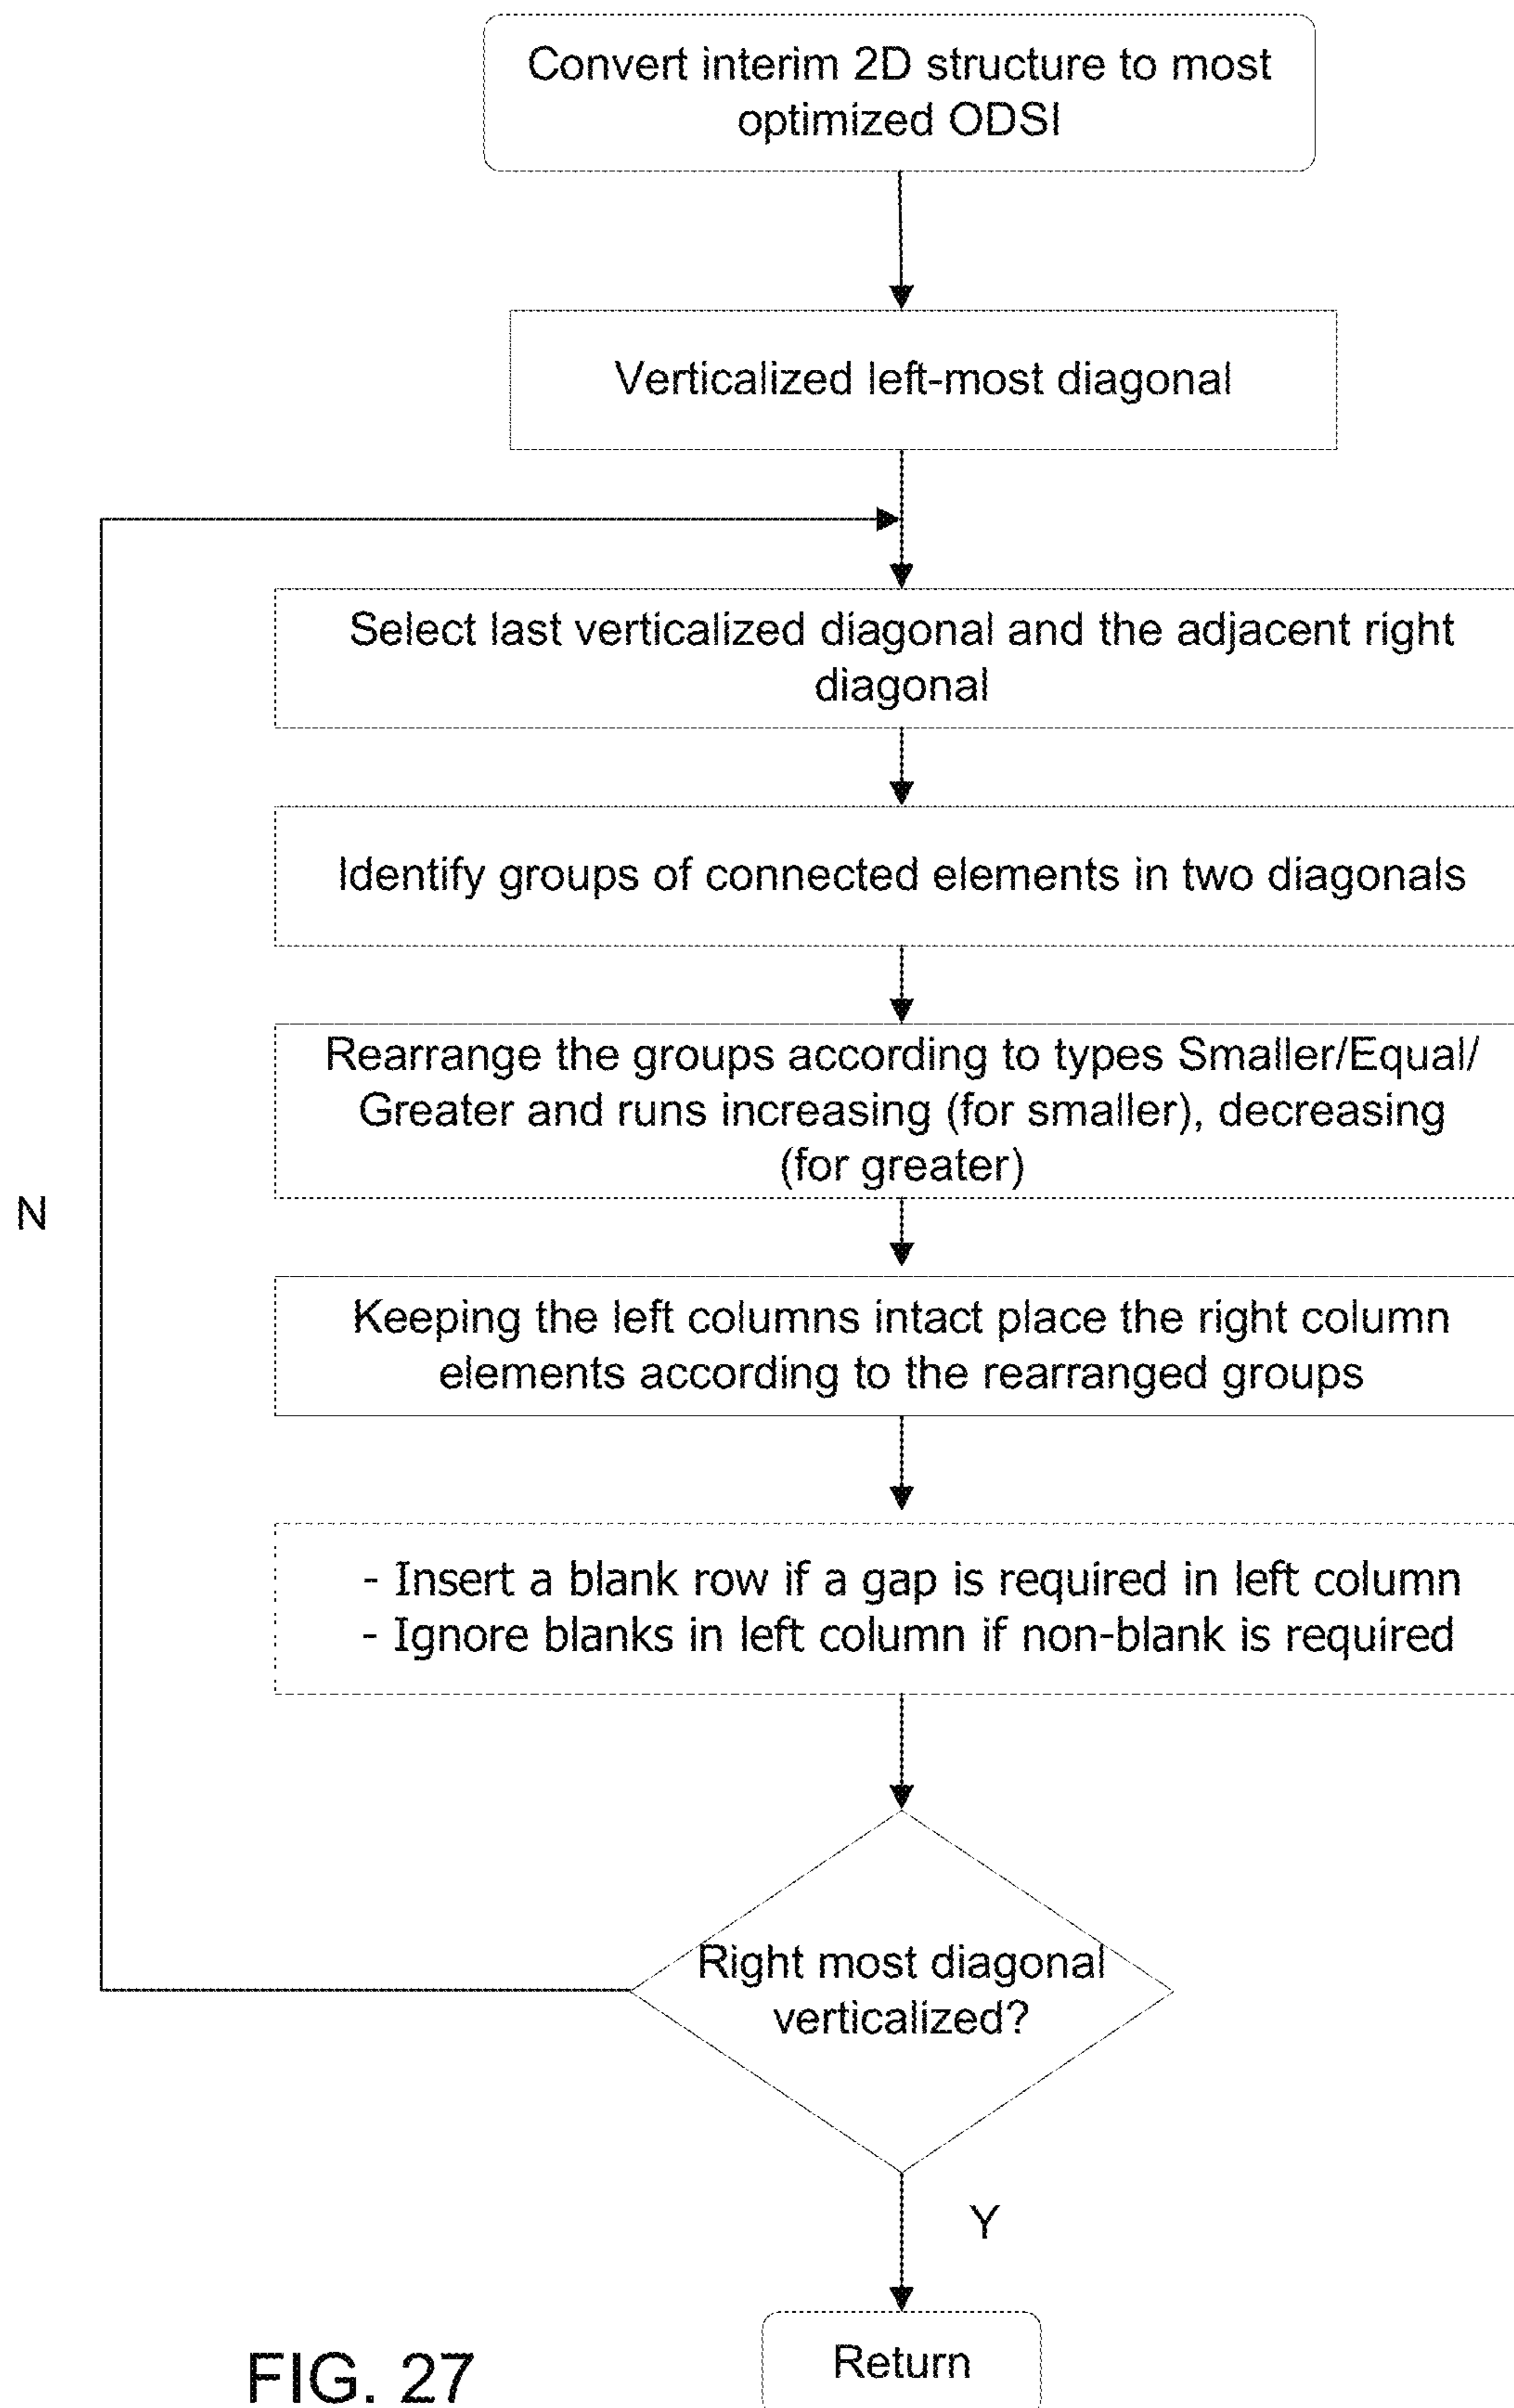 Convert interim 2D structure to most
optimized ODSI
Verticalized left-most diagonal
Select last verticalized diagonal and the adjacent right
diagonal
Identify groups of connected elements in two diagonals
Rearrange the groups according to types Smaller/Equal/
Greater and runs increasing (for smaller), decreasing
(for greater)
N
Keeping the left columns intact place the right column
elements according to the rearranged groups
- Insert a blank row if a gap is required in left column
- Ignore blanks in left column if non-blank is required
Right most diagonal
verticalized?
Y
Return
FIG. 27